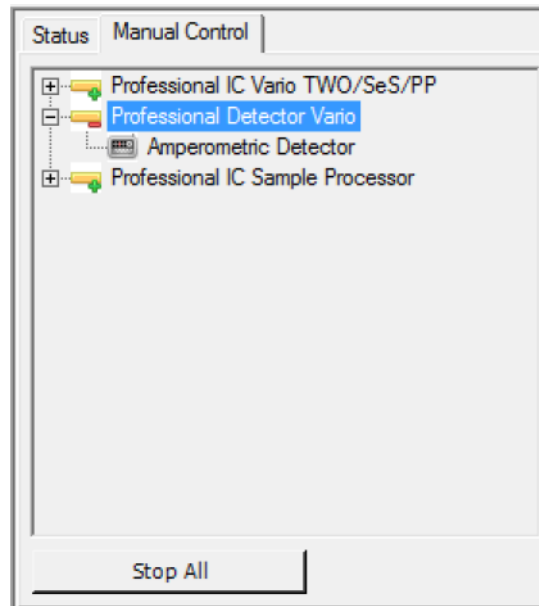 Status Manual Control
Professional IC Vario TWO/SeS/PP
Professional Detector Vario
Amperometric Detector
Professional IC Sample Processor
Stop All